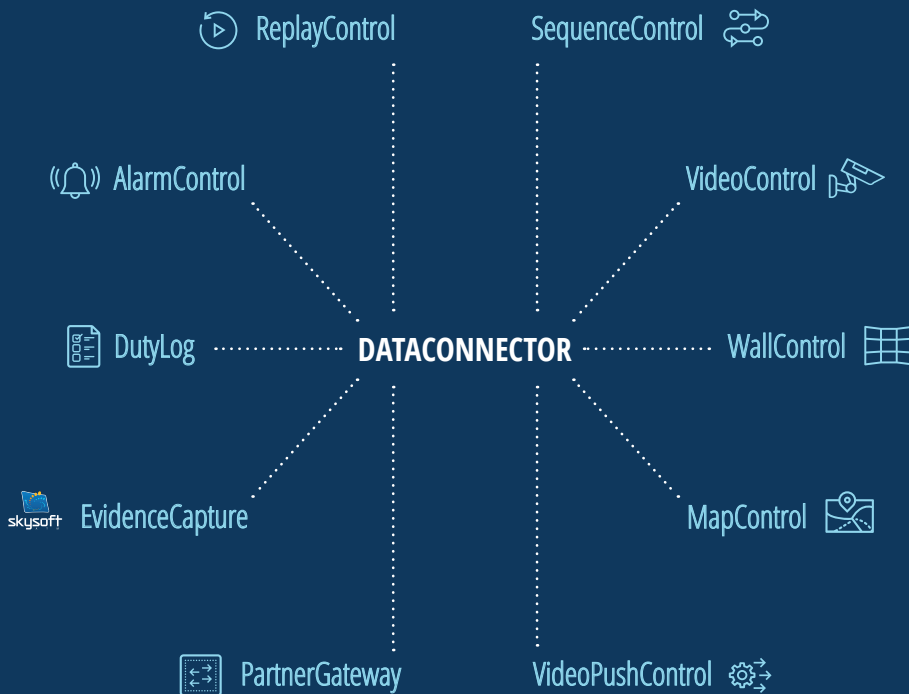 ReplayControl
SequenceControl
AlarmControl
VideoControl
DutyLog
DATACONNECTOR
WallControl
skysoft
EvidenceCapture
MapControl
PartnerGateway
VideoPushControl